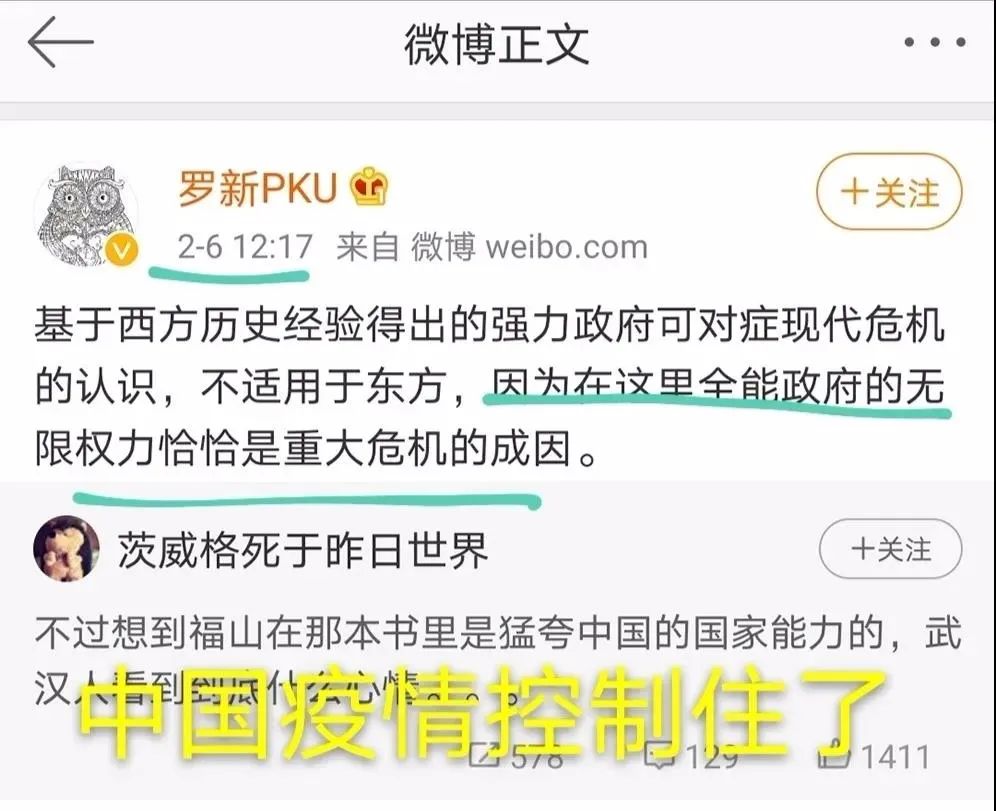 微博正文
罗新PKU
+关注
2-6 12:17 来自 微博 weibo.com
基于西方历史经验得出的强力政府可对症现代危机
的认识，不适用于东方，因为在这里全能政府的无
限权力恰恰是重大危机的成因。
茨威格死于昨日世界
+关注
不过想到福山在那本书里是猛夸中国的国家能力的，武
汉人看到到底什么心情。。。
中国疫情控制住了
578 129 1411